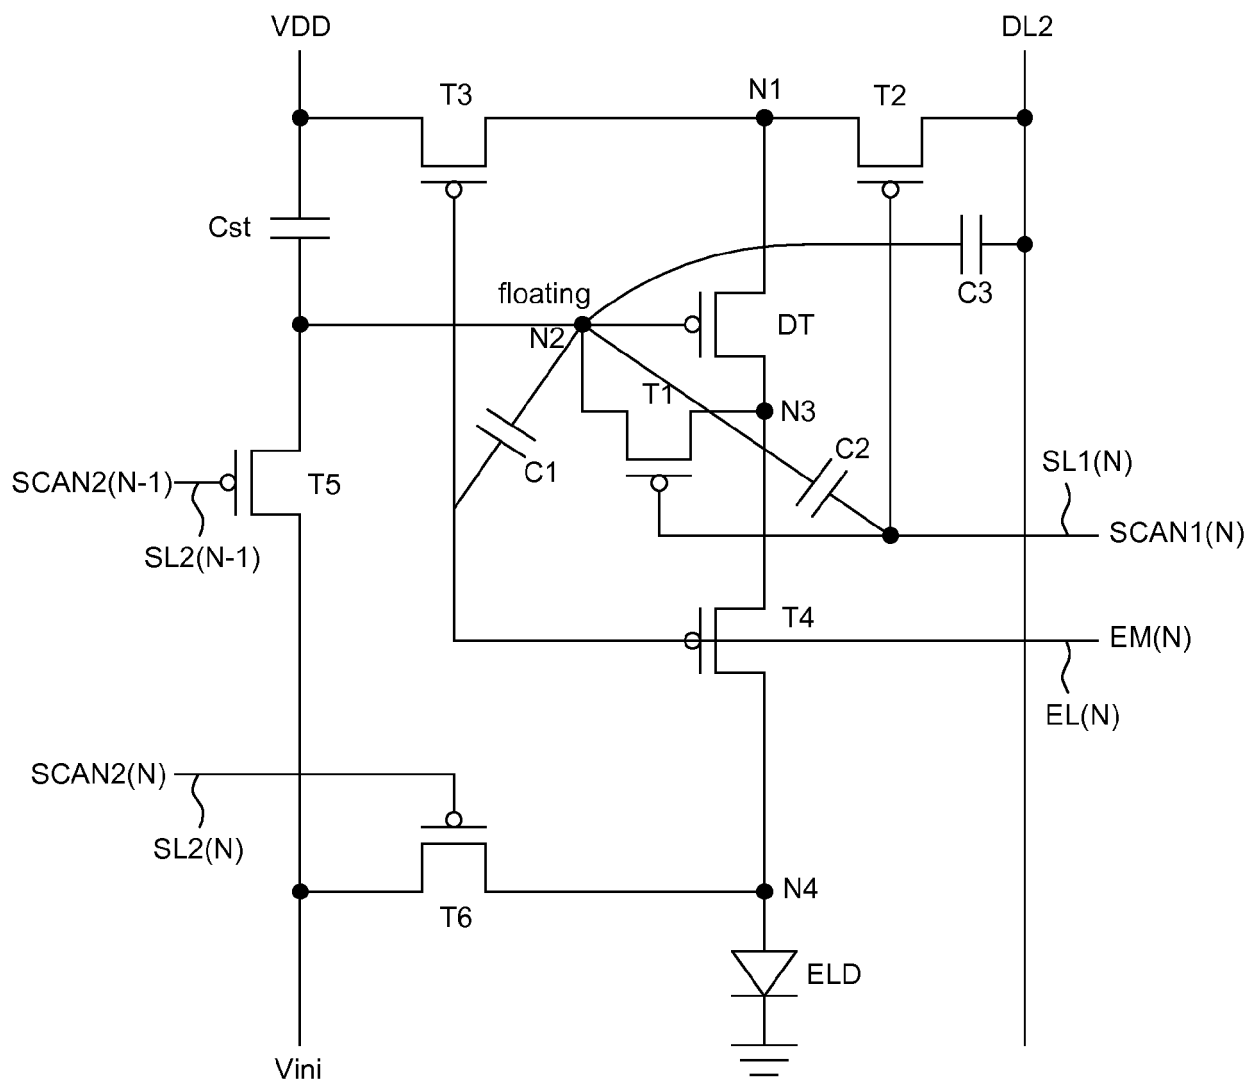 VDD
DL2
T3
N1
T2
Cst
floating
C3
N2
DT
T1
N3
C1
C2
SL1(N)
SCAN2(N-1)
T5
SCAN1(N)
SL2(N-1)
T4
EM(N)
EL(N)
SCAN2(N)
SL2(N)
N4
T6
ELD
Vini